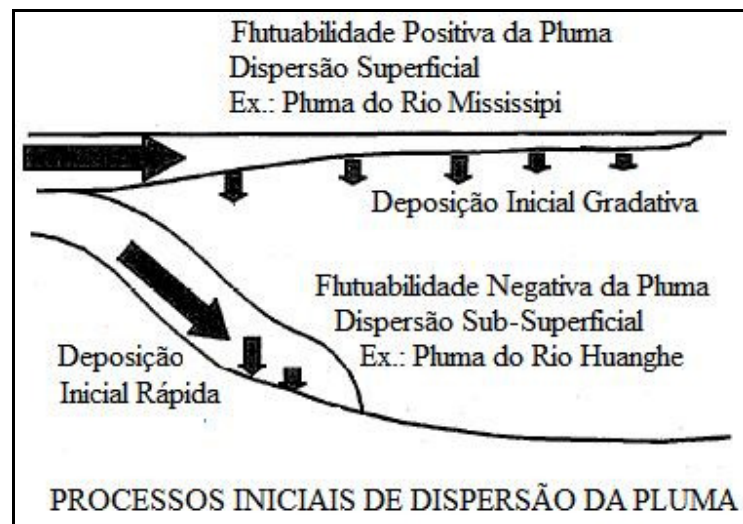 Flutuabilidade Positiva da Pluma
Dispersão Superficial
Ex.: Pluma do Rio Mississipi
Deposição Inicial Gradativa
Flutuabilidade Negativa da Pluma
Dispersão Sub-Superficial
Ex.: Pluma do Rio Huanghe
Deposição
Inicial Rápida
PROCESSOS INICIAIS DE DISPERSÃO DA PLUMA